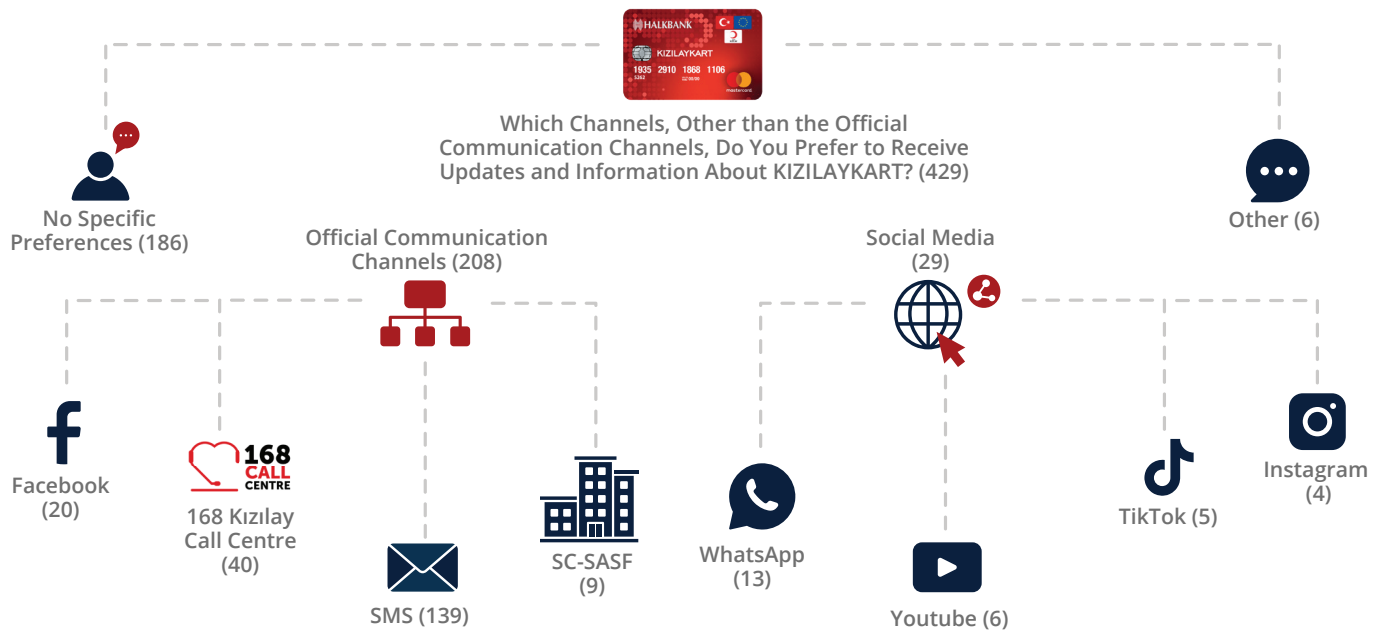 HALKBANK
KIZILAYKART
1935 2910 1868 1106
mastercard
Which Channels, Other than the Official
Communication Channels, Do You Prefer to Receive
Updates and Information About KIZILAYKART? (429)
No Specific
Preferences (186)
Official Communication
Channels (208)
Social Media
(29)
Other (6)
Facebook
(20)
168
CALL
CENTRE
168 Kızılay
Call Centre
(40)
SMS (139)
SC-SASF
(9)
WhatsApp
(13)
Youtube (6)
TikTok (5)
Instagram
(4)